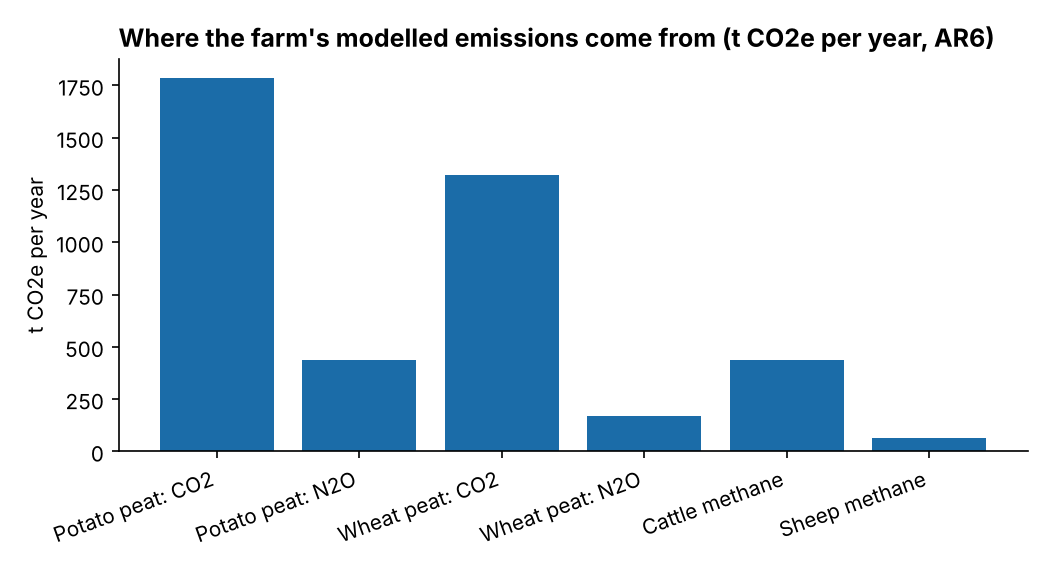 Where the farm's modelled emissions come from (t CO2e per year, AR6)
t CO2e per year
1750
1500
1250
1000
750
500
250
0
Potato peat: CO2
Potato peat: N2O
Wheat peat: CO2
Wheat peat: N2O
Cattle methane
Sheep methane